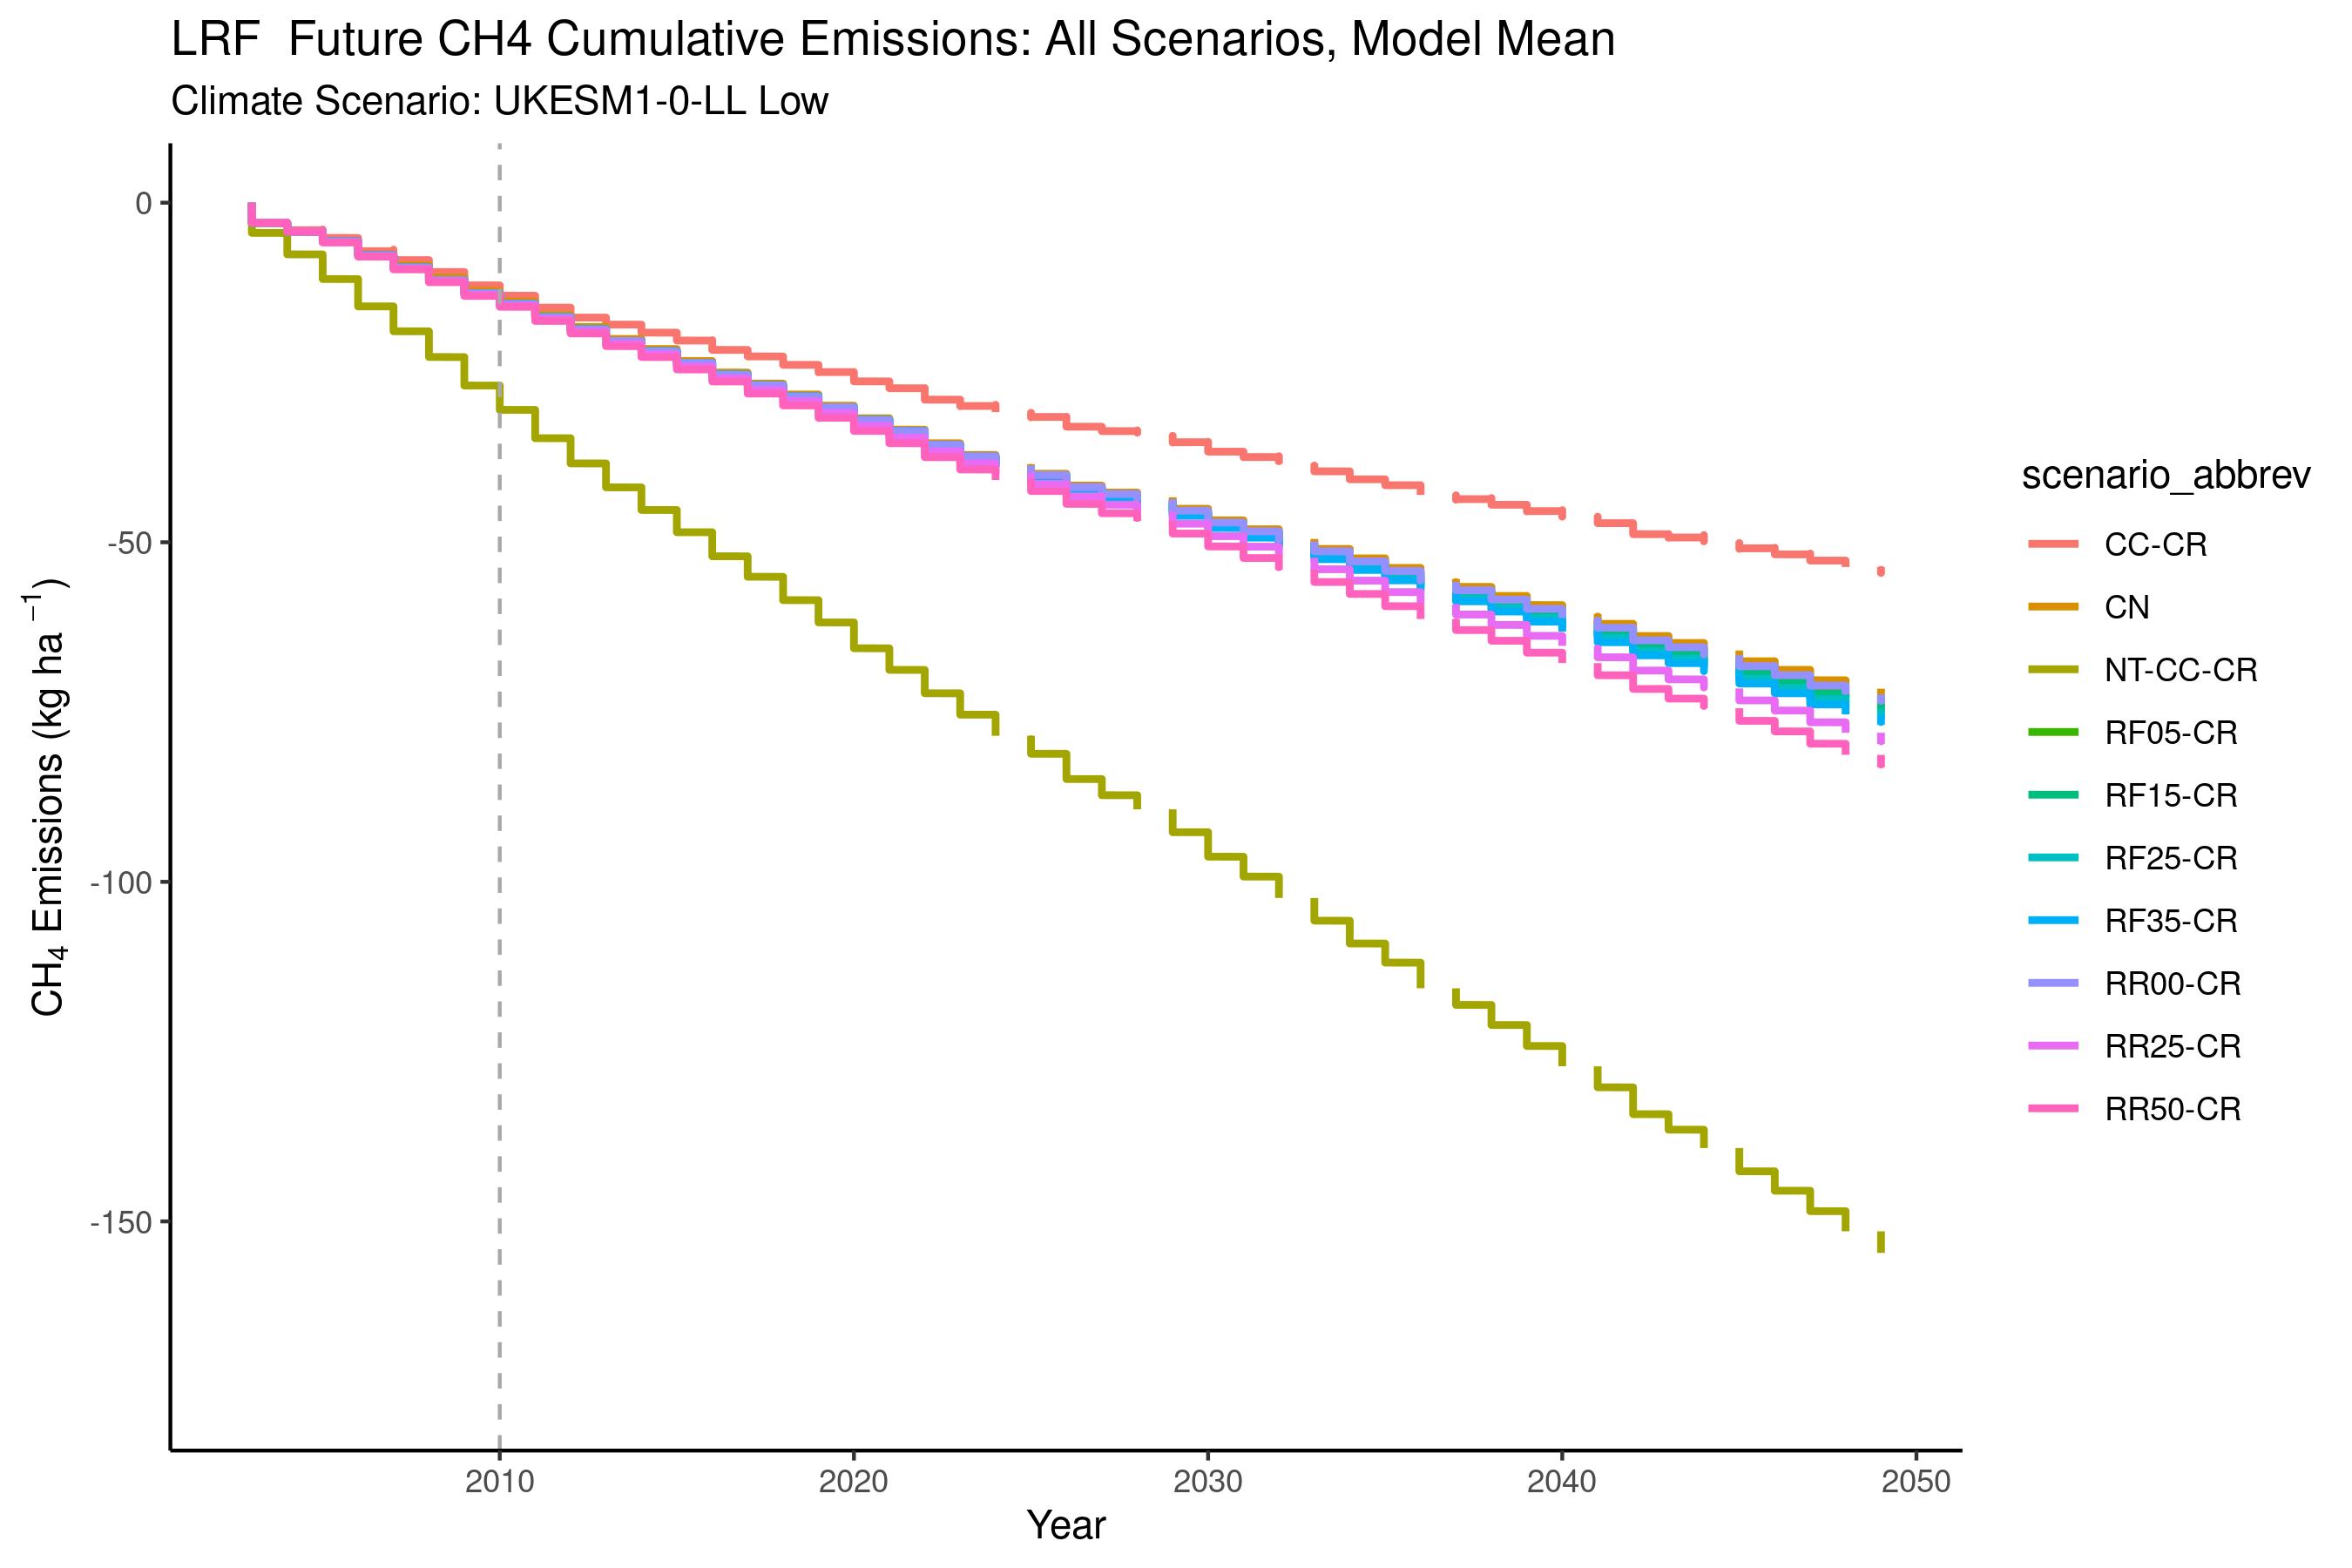 LRF  Future CH4 Cumulative Emissions: All Scenarios, Model Mean
Climate Scenario: UKESM1-0-LL Low
CH₄ Emissions (kg ha ⁻¹)
0
-50
-100
-150
2010
2020
2030
2040
2050
Year
scenario_abbrev
CC-CR
CN
NT-CC-CR
RF05-CR
RF15-CR
RF25-CR
RF35-CR
RR00-CR
RR25-CR
RR50-CR